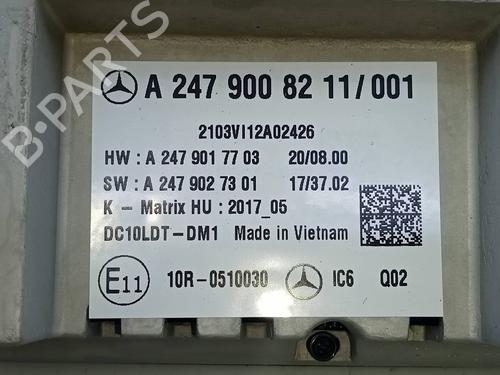 B-PARTS
A 247 900 82 11/001
2103VI12A02426
HW : A 247 901 77 03 20/08.00
SW : A 247 902 73 01 17/37.02
K - Matrix HU : 2017_05
DC10LDT-DM1 Made in Vietnam
E11 10R-0510030 IC6 Q02